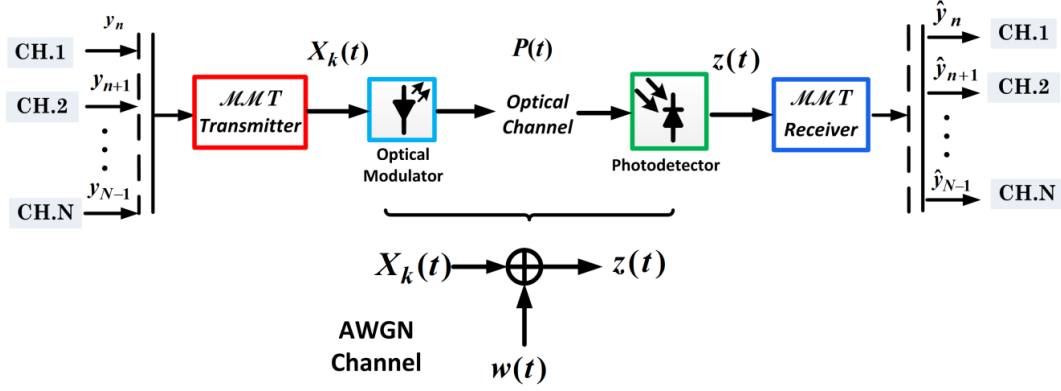 CH.1
y_n
CH.2
y_{n+1}
CH.N
y_{N-1}
MMT
Transmitter
X_k(t)
Optical
Modulator
P(t)
Optical
Channel
z(t)
Photodetector
MMT
Receiver
ŷ_n
CH.1
ŷ_{n+1}
CH.2
ŷ_{N-1}
CH.N
X_k(t)
z(t)
w(t)
AWGN
Channel